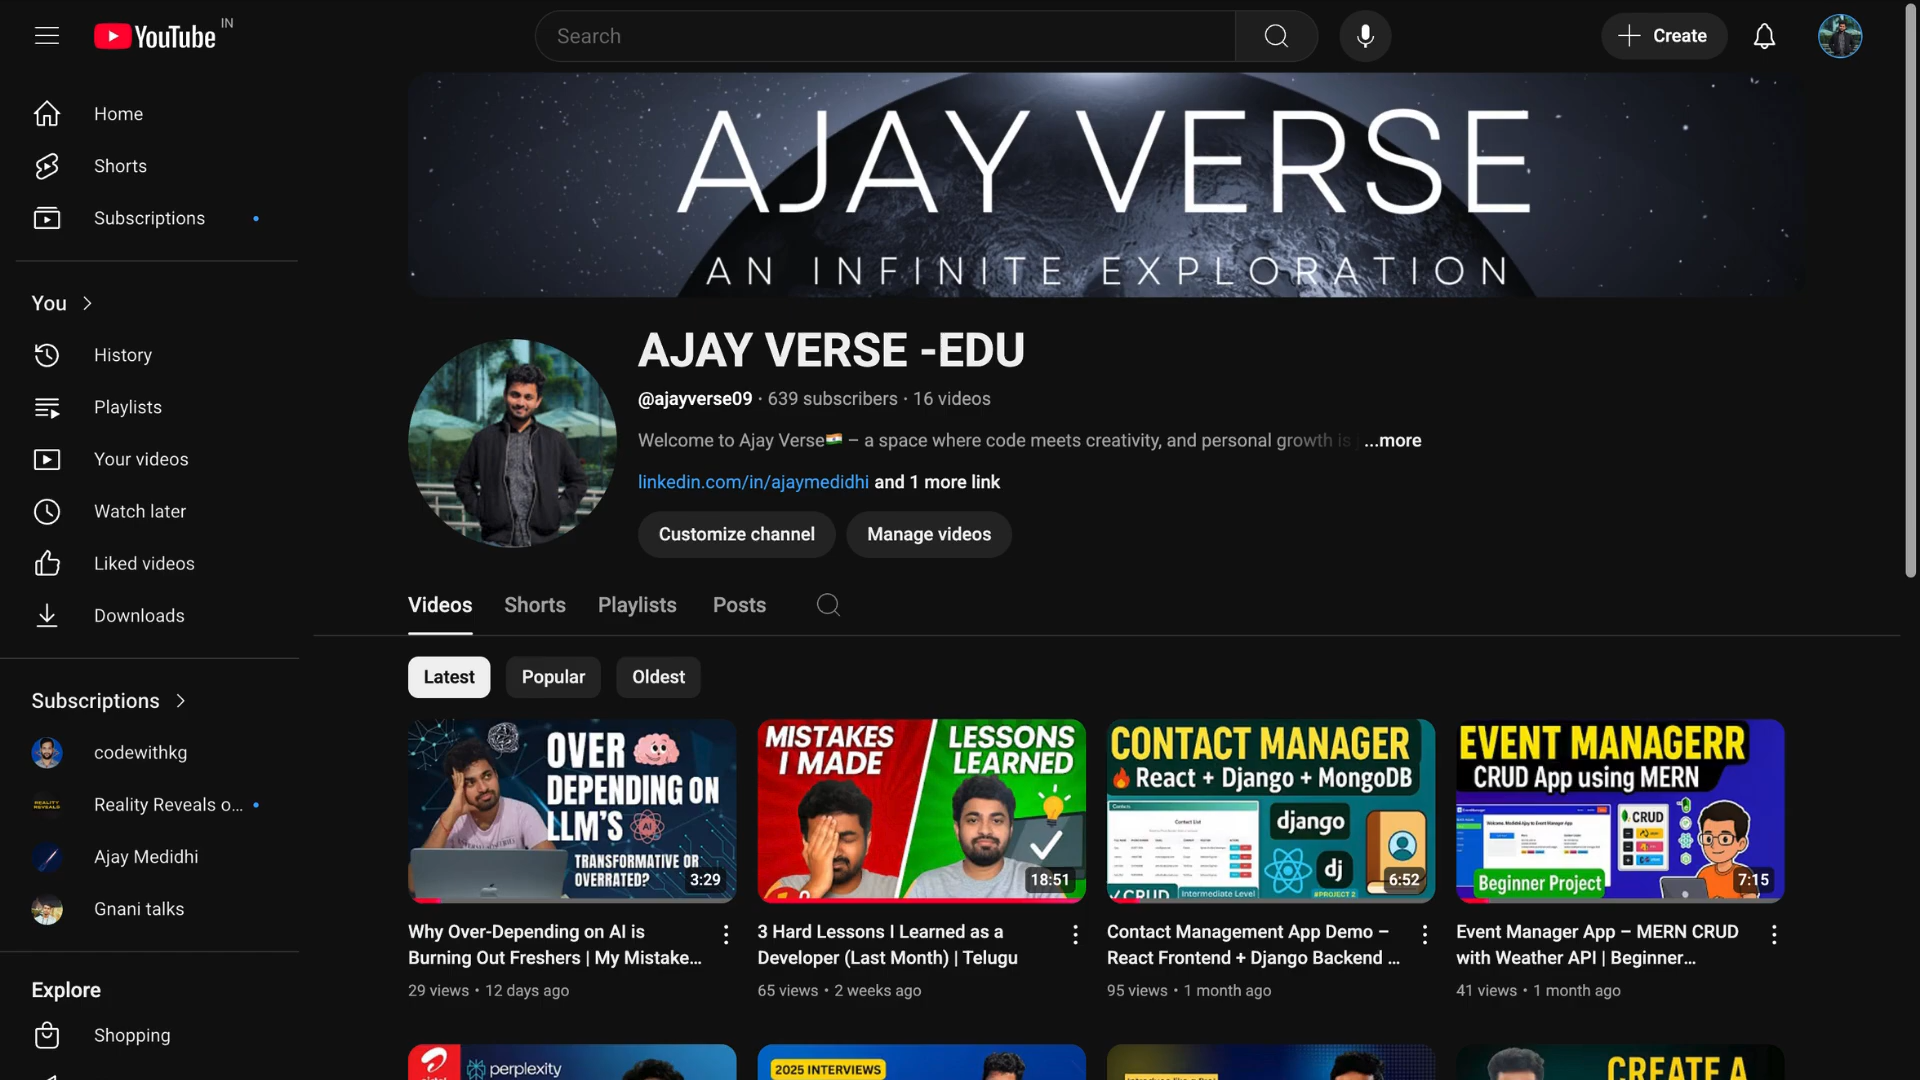 YouTube IN
Search
Create
Home
Shorts
Subscriptions
You
History
Playlists
Your videos
Watch later
Liked videos
Downloads
Subscriptions
codewithkg
Reality Reveals o...
Ajay Medidhi
Gnani talks
Explore
Shopping
AJAY VERSE
AN INFINITE EXPLORATION
AJAY VERSE -EDU
@ajayverse09 · 639 subscribers · 16 videos
Welcome to Ajay Verse🇮🇳 – a space where code meets creativity, and personal growth is ...more
linkedin.com/in/ajaymedidhi and 1 more link
Customize channel
Manage videos
Videos
Shorts
Playlists
Posts
Latest
Popular
Oldest
OVER
DEPENDING ON
LLM'S
AI
TRANSFORMATIVE OR
OVERRATED?
3:29
Why Over-Depending on AI is
Burning Out Freshers | My Mistake...
29 views • 12 days ago
MISTAKES
I MADE
LESSONS
LEARNED
18:51
3 Hard Lessons I Learned as a
Developer (Last Month) | Telugu
65 views • 2 weeks ago
CONTACT MANAGER
🔥 React + Django + MongoDB
Contacts
Contact List
django
dj
CRUD
Intermediate Level
#PROJECT 2
6:52
Contact Management App Demo –
React Frontend + Django Backend ...
95 views • 1 month ago
EVENT MANAGERR
CRUD App using MERN
CRUD
Beginner Project
7:15
Event Manager App – MERN CRUD
with Weather API | Beginner...
41 views • 1 month ago
perplexity
2025 INTERVIEWS
CREATE A